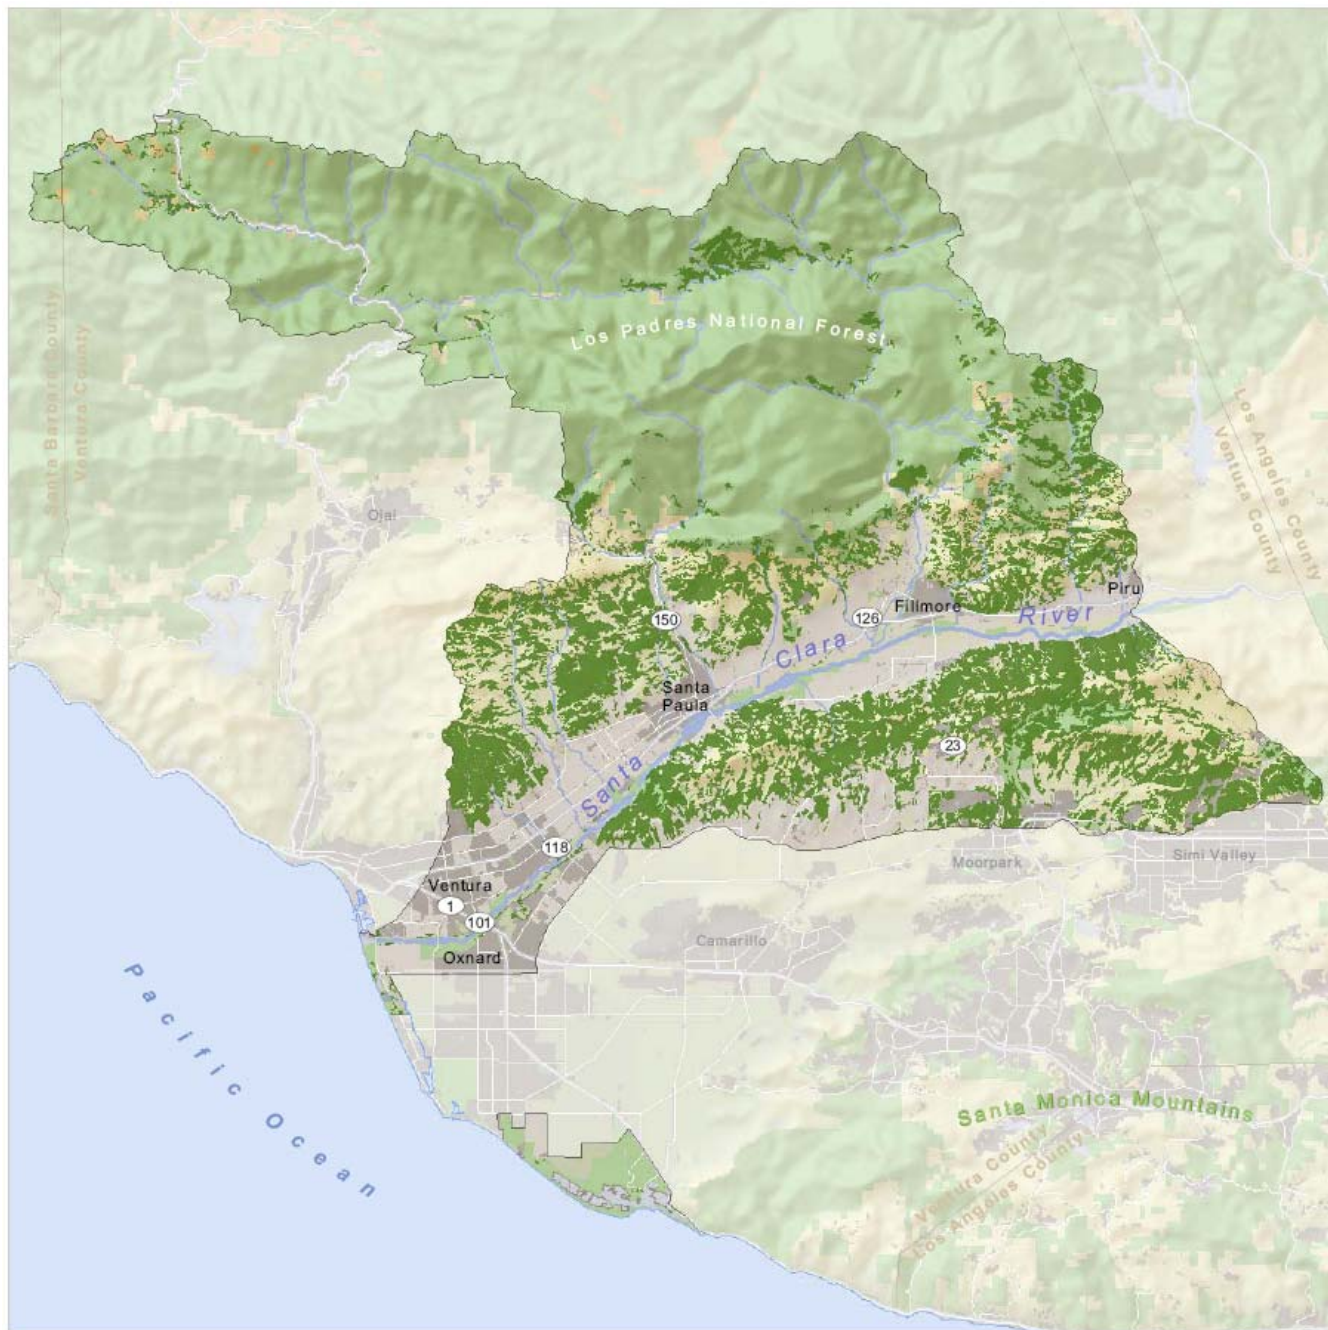 Los Padres National Forest
Santa Barbara County
Ventura County
Los Angeles County
Ventura County
Ojai
Piru
Fillmore
River
150
126
Clara
Santa
Paula
23
Santa
118
Ventura
1
101
Moorpark
Simi Valley
Camarillo
Oxnard
Pacific Ocean
Santa Monica Mountains
Ventura County
Los Angeles County